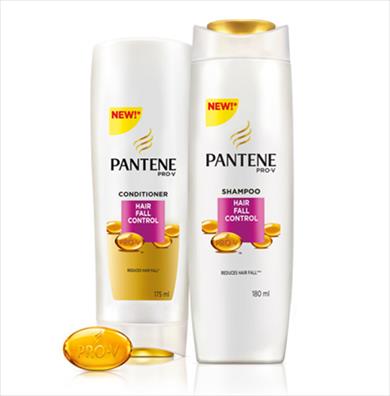 NEW!*
PANTENE
PRO-V
CONDITIONER
HAIR
FALL
CONTROL
PRO-V
REDUCES HAIR FALL**
175 ml
PRO-V
NEW!*
PANTENE
PRO-V
SHAMPOO
HAIR
FALL
CONTROL
PRO-V
REDUCES HAIR FALL***
180 ml